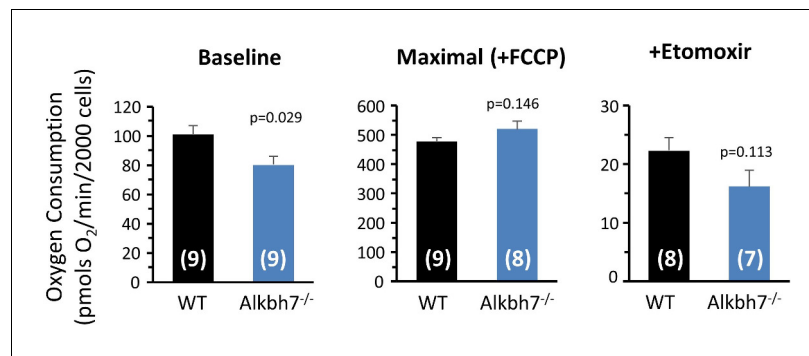 Baseline
Maximal (+FCCP)
+Etomoxir
Oxygen Consumption
(pmols O₂/min/2000 cells)
120
100
80
60
40
20
0
p=0.029
(9)
(9)
WT
Alkbh7⁻/⁻
600
500
400
300
200
100
0
p=0.146
(9)
(8)
WT
Alkbh7⁻/⁻
30
20
10
0
p=0.113
(8)
(7)
WT
Alkbh7⁻/⁻